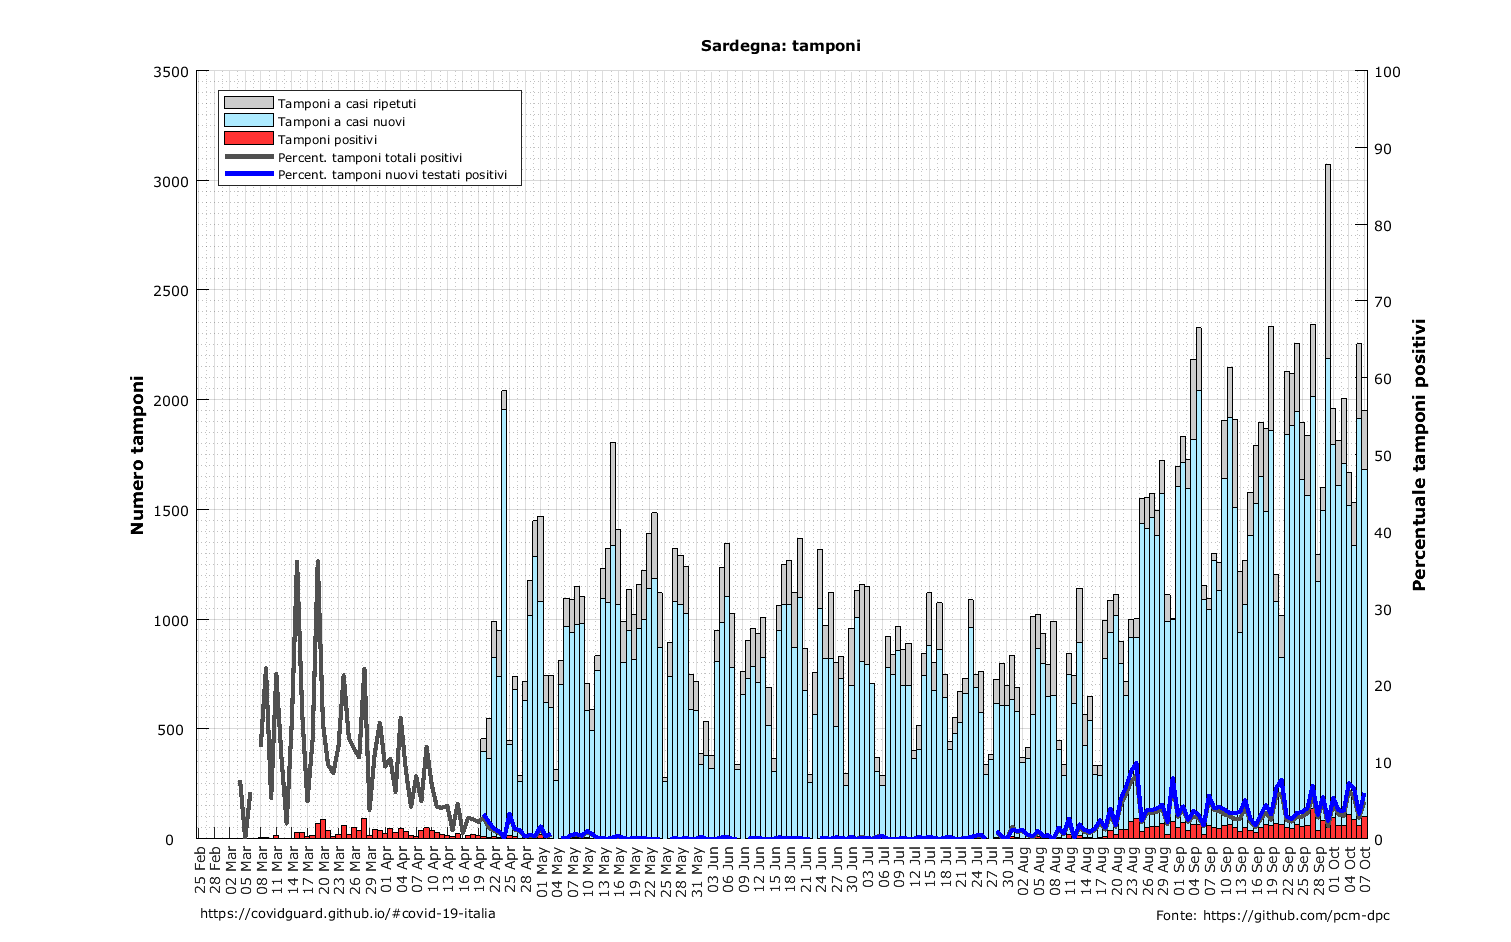 Sardegna: tamponi
3500
3000
2500
2000
1500
1000
500
0
Numero tamponi
Tamponi a casi ripetuti
Tamponi a casi nuovi
Tamponi positivi
Percent. tamponi totali positivi
Percent. tamponi nuovi testati positivi
100
90
80
70
60
50
40
30
20
10
0
Percentuale tamponi positivi
25 Feb
28 Feb
02 Mar
05 Mar
08 Mar
11 Mar
14 Mar
17 Mar
20 Mar
23 Mar
26 Mar
29 Mar
01 Apr
04 Apr
07 Apr
10 Apr
13 Apr
16 Apr
19 Apr
22 Apr
25 Apr
28 Apr
01 May
04 May
07 May
10 May
13 May
16 May
19 May
22 May
25 May
28 May
31 May
03 Jun
06 Jun
09 Jun
12 Jun
15 Jun
18 Jun
21 Jun
24 Jun
27 Jun
30 Jun
03 Jul
06 Jul
09 Jul
12 Jul
15 Jul
18 Jul
21 Jul
24 Jul
27 Jul
30 Jul
02 Aug
05 Aug
08 Aug
11 Aug
14 Aug
17 Aug
20 Aug
23 Aug
26 Aug
29 Aug
01 Sep
04 Sep
07 Sep
10 Sep
13 Sep
16 Sep
19 Sep
22 Sep
25 Sep
28 Sep
01 Oct
04 Oct
07 Oct
https://covidguard.github.io/#covid-19-italia
Fonte: https://github.com/pcm-dpc